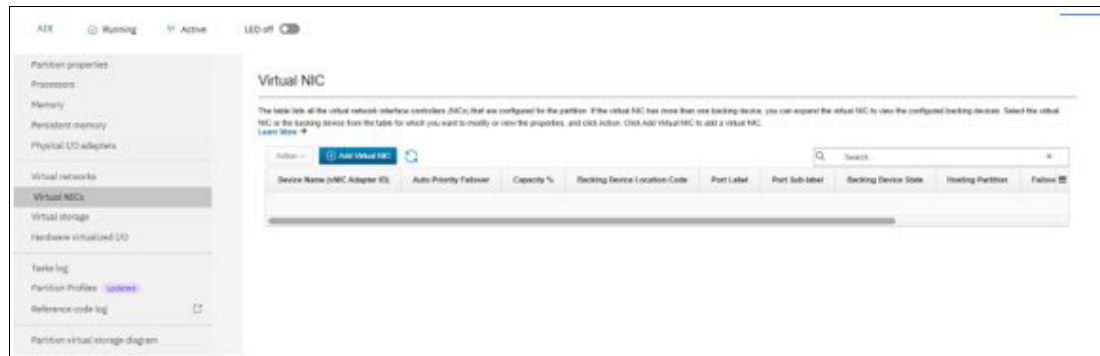 AIX Running Active LED off
Partition properties
Processors
Memory
Persistent memory
Physical I/O adapters
Virtual networks
Virtual NICs
Virtual storage
Hardware virtualized I/O
Tasks log
Partition Profiles updated
Reference code log
Partition virtual storage diagram
Virtual NIC
The table lists all the virtual network interface controllers (NICs) that are configured for the partition. If the virtual NIC has more than one backing device, you can expand the virtual NIC to view the configured backing devices. Select the virtual
NIC or the backing device from the table for which you want to modify or view the properties, and click Action. Click Add Virtual NIC to add a virtual NIC.
Learn More
Action Add Virtual NIC Search
Device Name (vNIC Adapter ID) Auto Priority Failover Capacity % Backing Device Location Code Port Label Port Sub-label Backing Device State Hosting Partition Failov